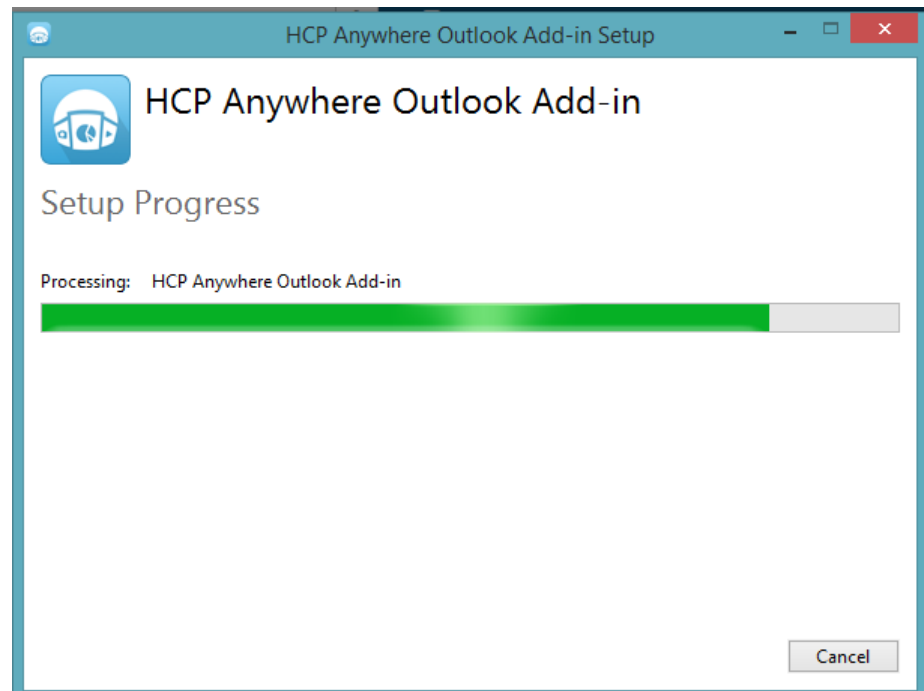 HCP Anywhere Outlook Add-in Setup
HCP Anywhere Outlook Add-in
Setup Progress
Processing: HCP Anywhere Outlook Add-in
Cancel